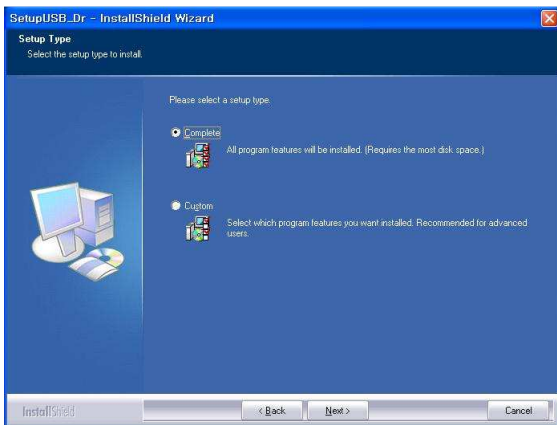 SetupUSB_Dr - InstallShield Wizard
Setup Type
Select the setup type to install.
Please select a setup type.
Complete
All program features will be installed. (Requires the most disk space.)
Custom
Select which program features you want installed. Recommended for advanced
users.
InstallShield
< Back
Next >
Cancel